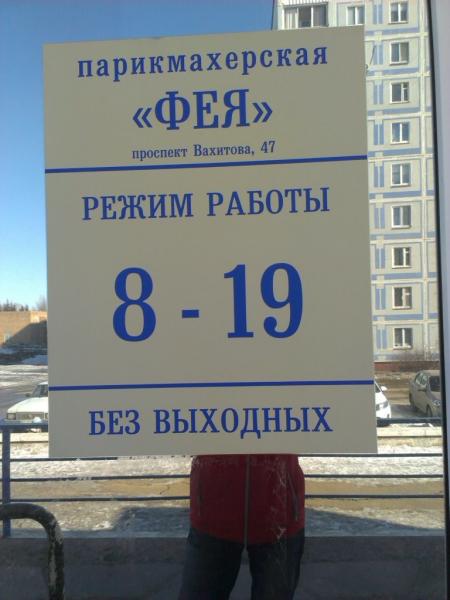 парикмахерская
«ФЕЯ»
проспект Вахитова, 47
РЕЖИМ РАБОТЫ
8 - 19
БЕЗ ВЫХОДНЫХ